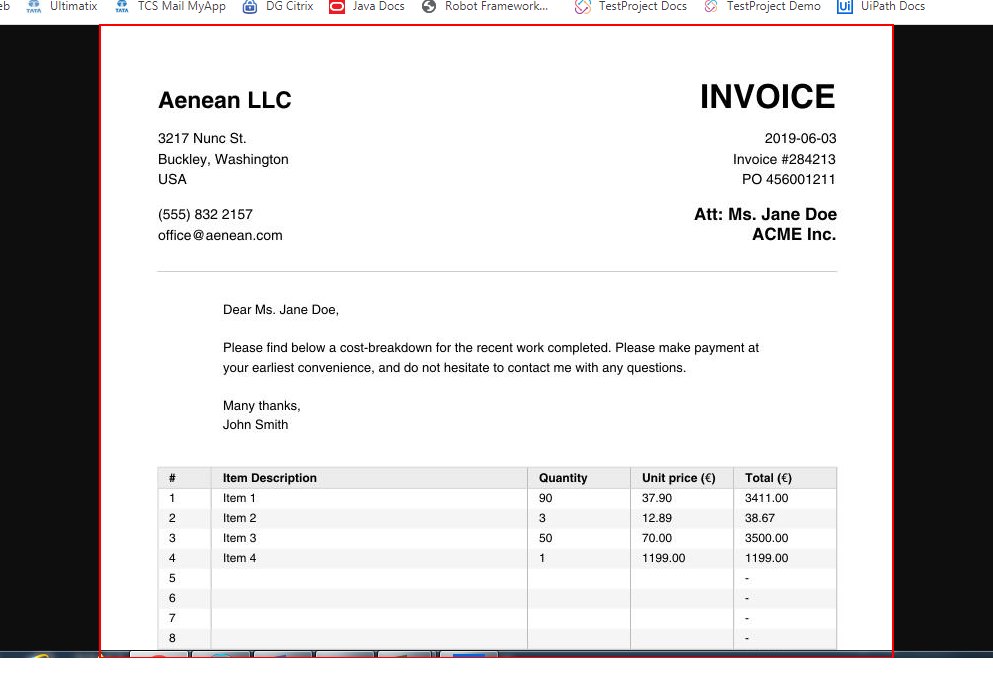 eb Ultimatix TCS Mail MyApp DG Citrix Java Docs Robot Framework... TestProject Docs TestProject Demo Ui UiPath Docs
Aenean LLC
INVOICE
3217 Nunc St.
2019-06-03
Buckley, Washington
Invoice #284213
USA
PO 456001211
(555) 832 2157
Att: Ms. Jane Doe
office@aenean.com
ACME Inc.
Dear Ms. Jane Doe,
Please find below a cost-breakdown for the recent work completed. Please make payment at
your earliest convenience, and do not hesitate to contact me with any questions.
Many thanks,
John Smith
# Item Description Quantity Unit price (€) Total (€)
1 Item 1 90 37.90 3411.00
2 Item 2 3 12.89 38.67
3 Item 3 50 70.00 3500.00
4 Item 4 1 1199.00 1199.00
5 -
6 -
7 -
8 -